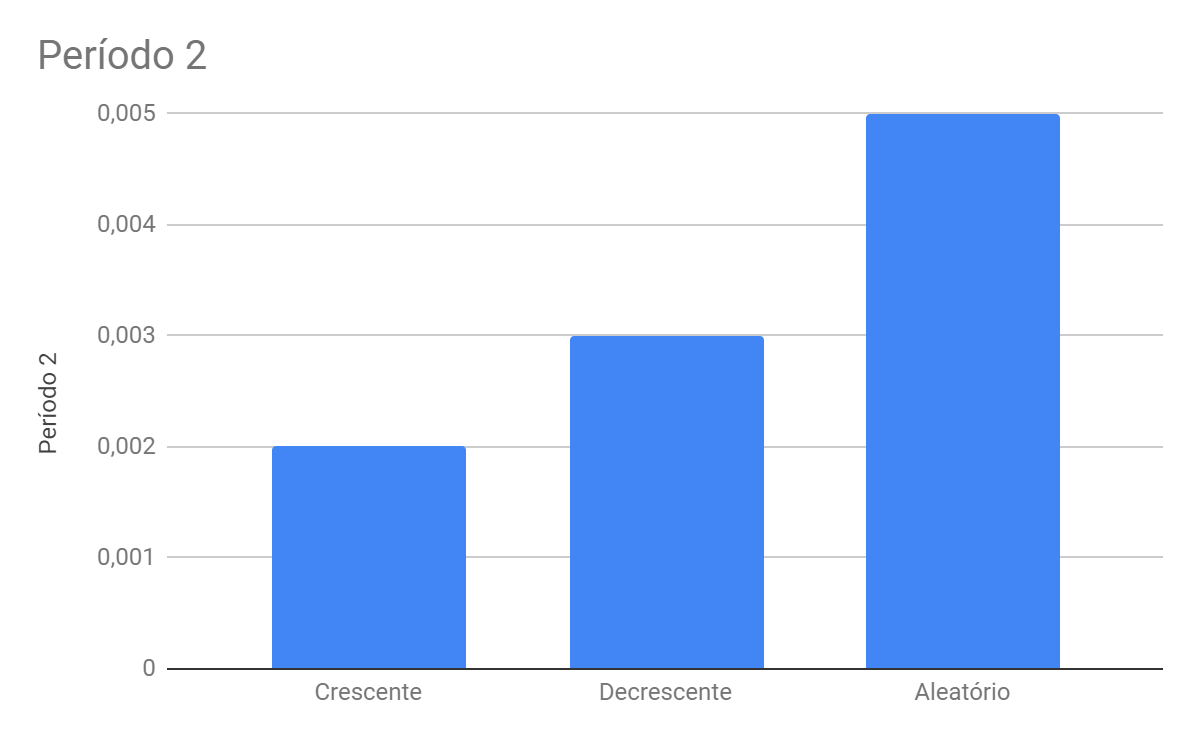 Período 2
0,005
0,004
0,003
0,002
0,001
0
Período 2
Crescente
Decrescente
Aleatório